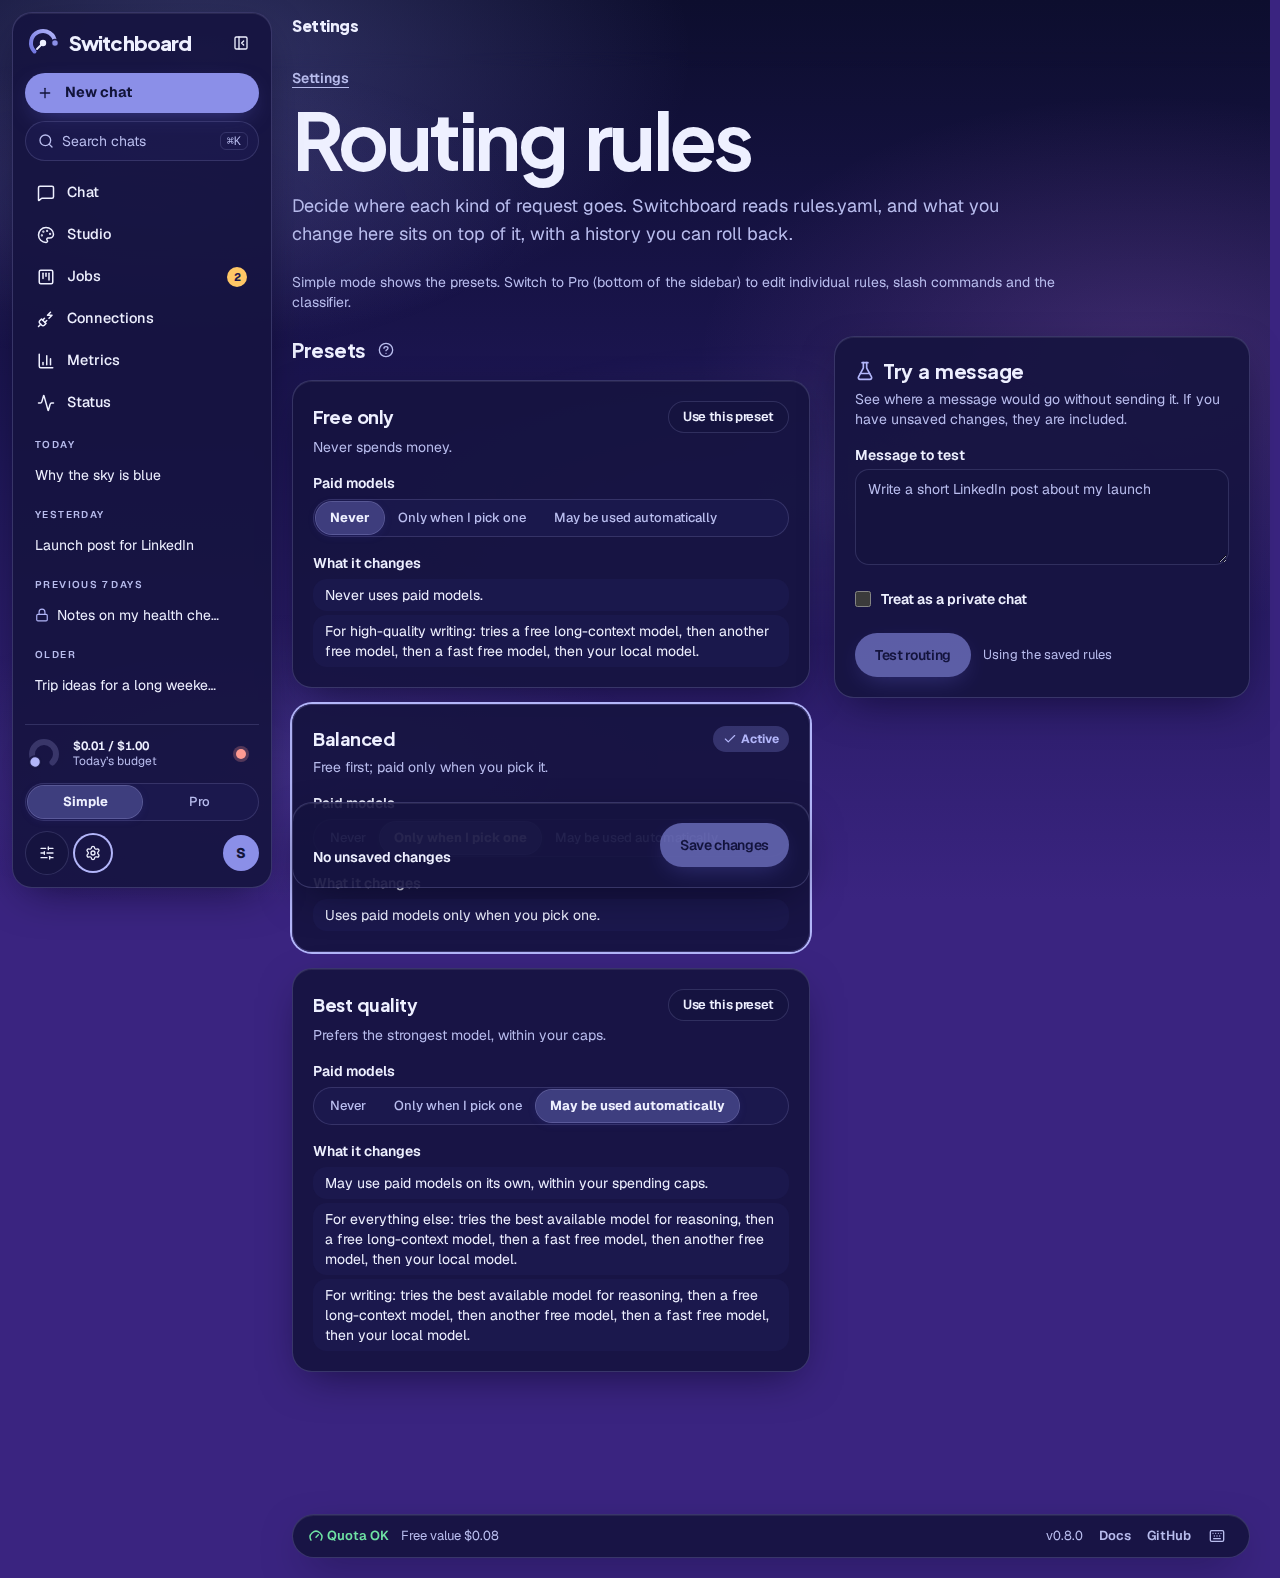 Switchboard
New chat
Search chats
⌘K
Chat
Studio
Jobs
2
Connections
Metrics
Status
TODAY
Why the sky is blue
YESTERDAY
Launch post for LinkedIn
PREVIOUS 7 DAYS
Notes on my health che…
OLDER
Trip ideas for a long weeke…
$0.01 / $1.00
Today's budget
Simple
Pro
S
Settings
Settings
Routing rules
Decide where each kind of request goes. Switchboard reads rules.yaml, and what you
change here sits on top of it, with a history you can roll back.
Simple mode shows the presets. Switch to Pro (bottom of the sidebar) to edit individual rules, slash commands and the
classifier.
Presets
Free only
Use this preset
Never spends money.
Paid models
Never
Only when I pick one
May be used automatically
What it changes
Never uses paid models.
For high-quality writing: tries a free long-context model, then another
free model, then a fast free model, then your local model.
Balanced
Active
Free first; paid only when you pick it.
Paid models
Never
Only when I pick one
May be used automatically
No unsaved changes
Save changes
What it changes
Uses paid models only when you pick one.
Best quality
Use this preset
Prefers the strongest model, within your caps.
Paid models
Never
Only when I pick one
May be used automatically
What it changes
May use paid models on its own, within your spending caps.
For everything else: tries the best available model for reasoning, then
a free long-context model, then a fast free model, then another free
model, then your local model.
For writing: tries the best available model for reasoning, then a free
long-context model, then another free model, then a fast free model,
then your local model.
Try a message
See where a message would go without sending it. If you
have unsaved changes, they are included.
Message to test
Write a short LinkedIn post about my launch
Treat as a private chat
Test routing
Using the saved rules
Quota OK
Free value $0.08
v0.8.0
Docs
GitHub